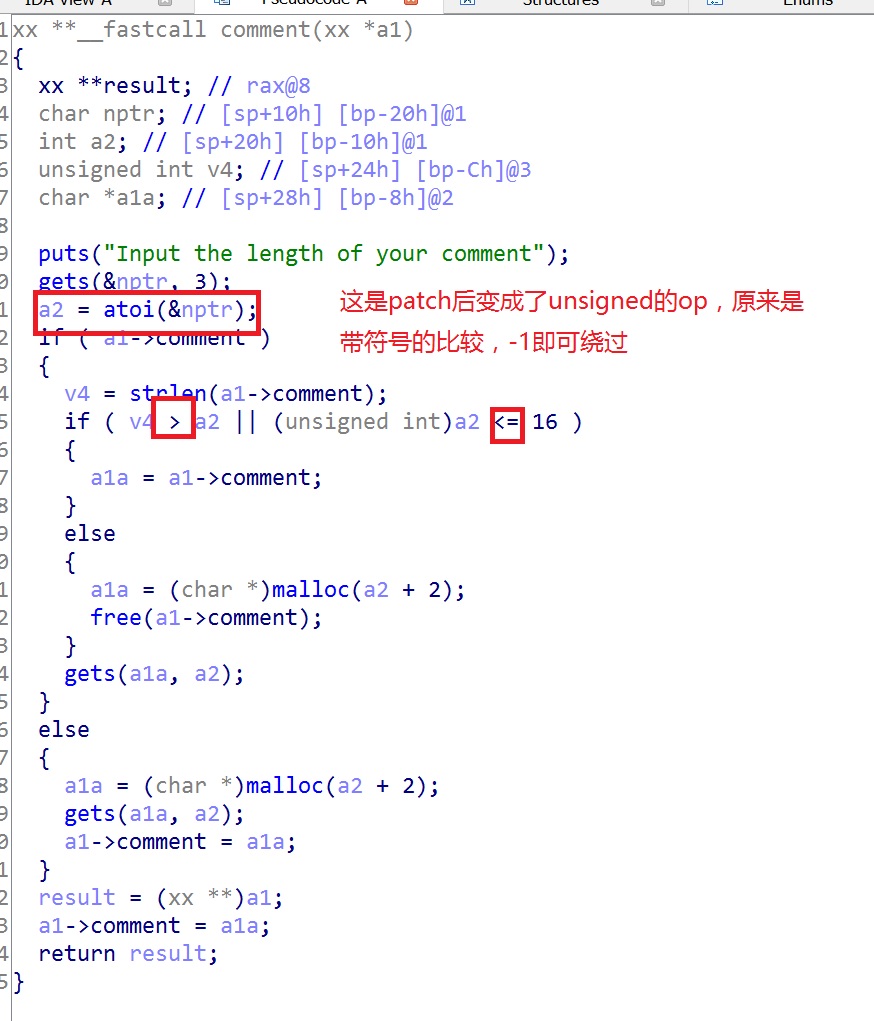 IDA View-A Pseudocode-A Structures Enums
1 xx **__fastcall comment(xx *a1)
2 {
3 xx **result; // rax@8
4 char nptr; // [sp+10h] [bp-20h]@1
5 int a2; // [sp+20h] [bp-10h]@1
6 unsigned int v4; // [sp+24h] [bp-Ch]@3
7 char *a1a; // [sp+28h] [bp-8h]@2
8
9 puts("Input the length of your comment");
0 gets(&nptr, 3);
1 a2 = atoi(&nptr);
2 if ( a1->comment )
3 {
4 v4 = strlen(a1->comment);
5 if ( v4 > a2 || (unsigned int)a2 <= 16 )
6 {
7 a1a = a1->comment;
8 }
9 else
0 {
1 a1a = (char *)malloc(a2 + 2);
2 free(a1->comment);
3 }
4 gets(a1a, a2);
5 }
6 else
7 {
8 a1a = (char *)malloc(a2 + 2);
9 gets(a1a, a2);
0 a1->comment = a1a;
1 }
2 result = (xx **)a1;
3 a1->comment = a1a;
4 return result;
5 }
这是patch后变成了unsigned的op，原来是
带符号的比较，-1即可绕过